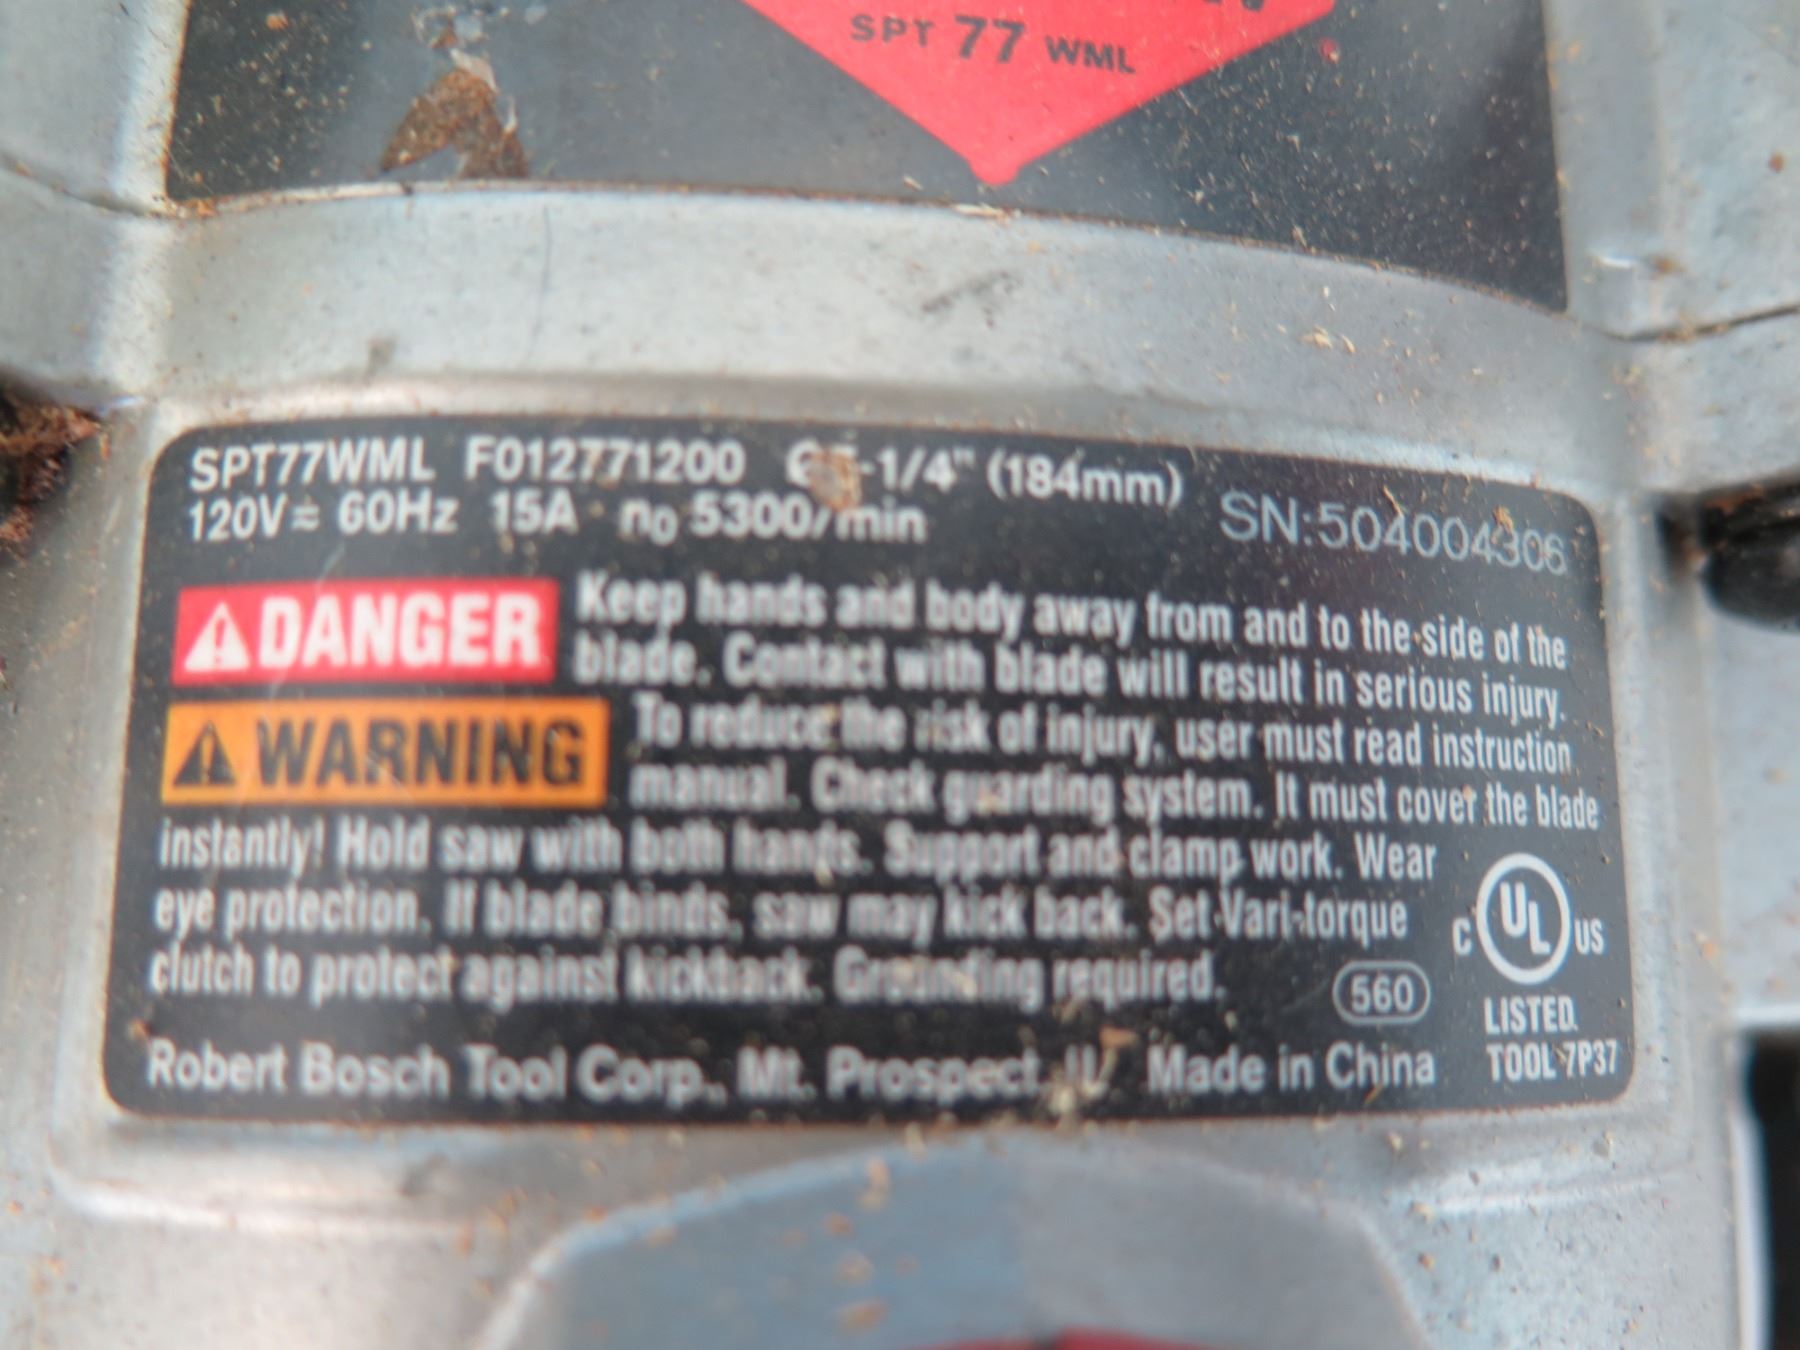 SPT 77 WML
SPT77WML F012771200 -1/4" (184mm)
120V 60Hz 15A n0 5300/min
SN:504004306
DANGER Keep hands and body away from and to the side of the
blade. Contact with blade will result in serious injury.
WARNING To reduce the risk of injury, user must read instruction
manual. Check guarding system. It must cover the blade
instantly! Hold saw with both hands. Support and clamp work. Wear
eye protection. If blade binds, saw may kick back. Set Vari-torque
clutch to protect against kickback. Grounding required.
560
C UL US
LISTED
TOOL 7P37
Robert Bosch Tool Corp., Mt. Prospect, IL Made in China